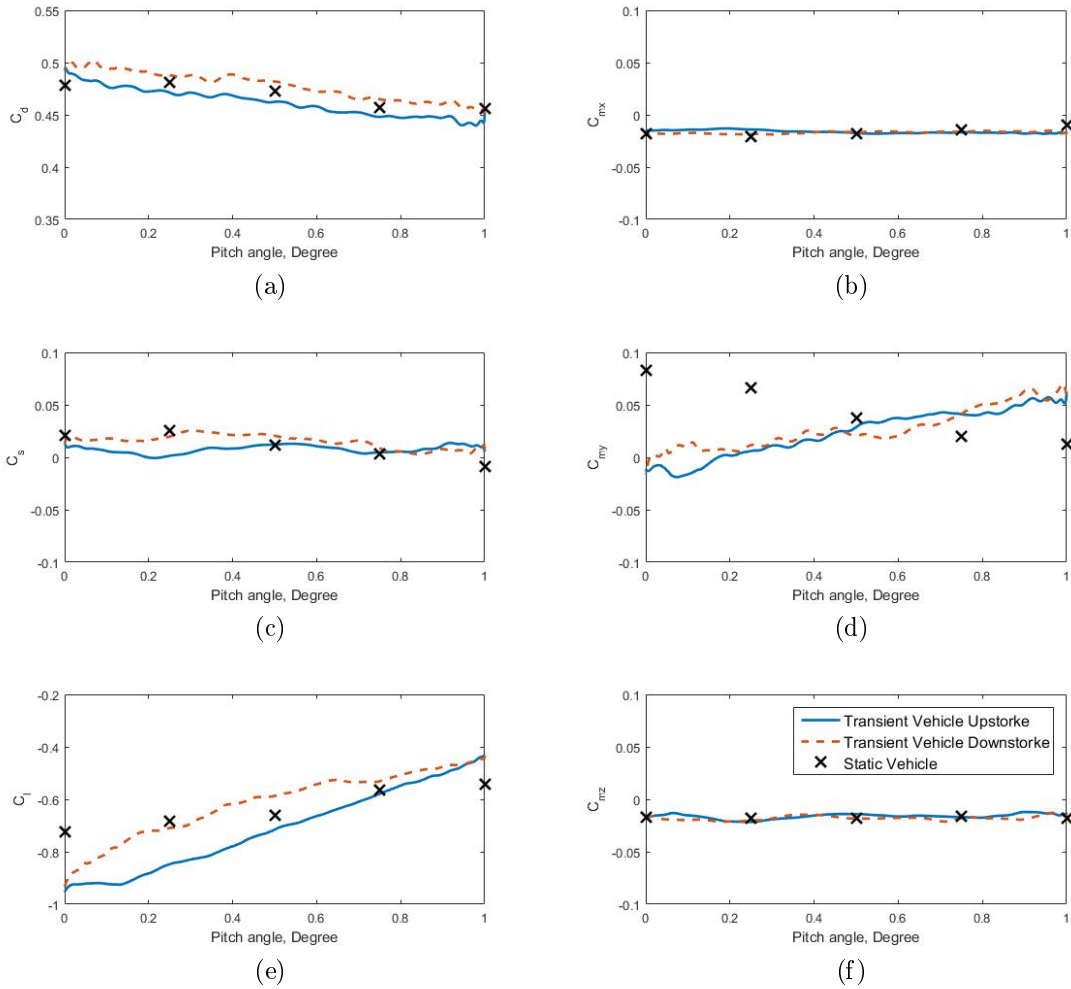 0.55
0.5
0.45
0.4
0.35
C_d
0 0.2 0.4 0.6 0.8 1
Pitch angle, Degree
(a)
0.1
0.05
0
-0.05
-0.1
C_mx
0 0.2 0.4 0.6 0.8 1
Pitch angle, Degree
(b)
0.1
0.05
0
-0.05
-0.1
C_s
0 0.2 0.4 0.6 0.8 1
Pitch angle, Degree
(c)
0.1
0.05
0
-0.05
-0.1
C_my
0 0.2 0.4 0.6 0.8 1
Pitch angle, Degree
(d)
-0.2
-0.4
-0.6
-0.8
-1
C_l
0 0.2 0.4 0.6 0.8 1
Pitch angle, Degree
(e)
0.1
0.05
0
-0.05
-0.1
C_mz
Transient Vehicle Upstorke
Transient Vehicle Downstorke
Static Vehicle
0 0.2 0.4 0.6 0.8 1
Pitch angle, Degree
(f)